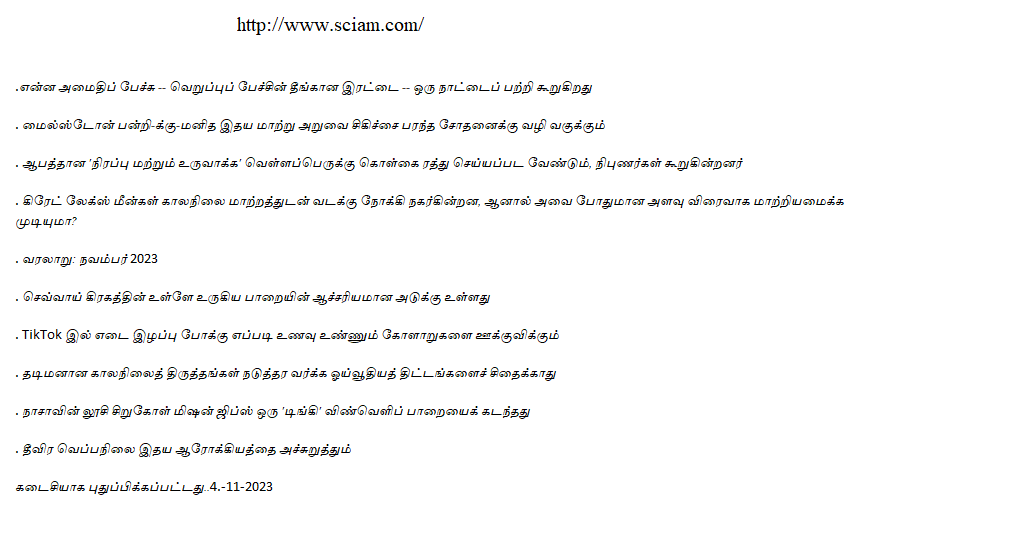 http://www.sciam.com/
.என்ன அமைதிப் பேச்சு -- வெறுப்புப் பேச்சின் தீங்கான இரட்டை -- ஒரு நாட்டைப் பற்றி கூறுகிறது
. மைல்ஸ்டோன் பன்றி-க்கு-மனித இதய மாற்று அறுவை சிகிச்சை பரந்த சோதனைக்கு வழி வகுக்கும்
. ஆபத்தான 'நிரப்பு மற்றும் உருவாக்க' வெள்ளப்பெருக்கு கொள்கை ரத்து செய்யப்பட வேண்டும், நிபுணர்கள் கூறுகின்றனர்
. கிரேட் லேக்ஸ் மீன்கள் காலநிலை மாற்றத்துடன் வடக்கு நோக்கி நகர்கின்றன, ஆனால் அவை போதுமான அளவு விரைவாக மாற்றியமைக்க
முடியுமா?
. வரலாறு: நவம்பர் 2023
. செவ்வாய் கிரகத்தின் உள்ளே உருகிய பாறையின் ஆச்சரியமான அடுக்கு உள்ளது
. TikTok இல் எடை இழப்பு போக்கு எப்படி உணவு உண்ணும் கோளாறுகளை ஊக்குவிக்கும்
. தடிமனான காலநிலைத் திருத்தங்கள் நடுத்தர வர்க்க ஓய்வூதியத் திட்டங்களைச் சிதைக்காது
. நாசாவின் லூசி சிறுகோள் மிஷன் ஜிப்ஸ் ஒரு 'டிங்கி' விண்வெளிப் பாறையைக் கடந்தது
. தீவிர வெப்பநிலை இதய ஆரோக்கியத்தை அச்சுறுத்தும்
கடைசியாக புதுப்பிக்கப்பட்டது..4.-11-2023